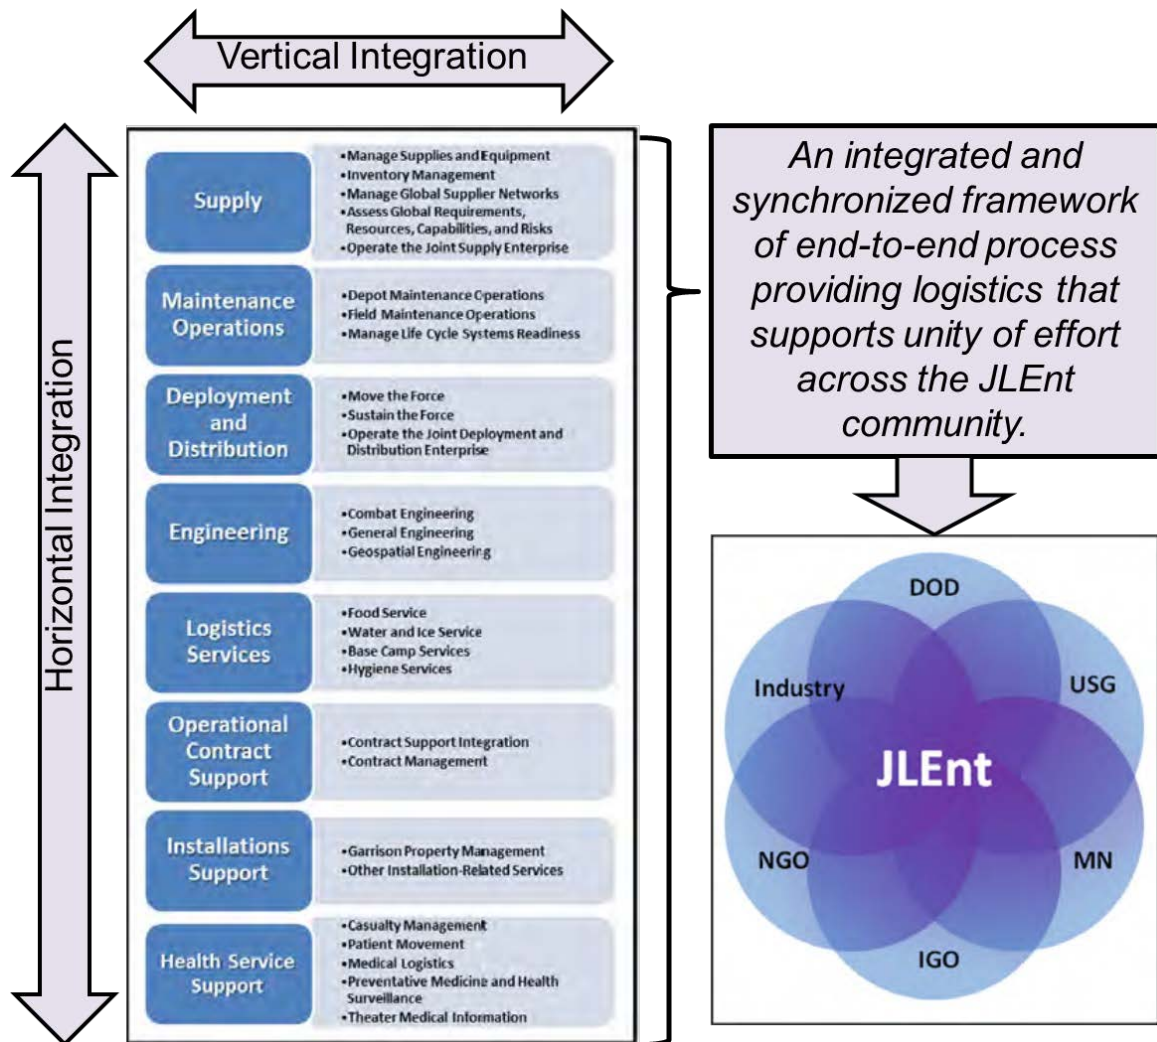 Vertical Integration
Horizontal Integration
Supply
•Manage Supplies and Equipment
•Inventory Management
•Manage Global Supplier Networks
•Assess Global Requirements,
Resources, Capabilities, and Risks
•Operate the Joint Supply Enterprise
Maintenance
Operations
•Depot Maintenance Operations
•Field Maintenance Operations
•Manage Life Cycle Systems Readiness
Deployment
and
Distribution
•Move the Force
•Sustain the Force
•Operate the Joint Deployment and
Distribution Enterprise
Engineering
•Combat Engineering
•General Engineering
•Geospatial Engineering
Logistics
Services
•Food Service
•Water and Ice Service
•Base Camp Services
•Hygiene Services
Operational
Contract
Support
•Contract Support Integration
•Contract Management
Installations
Support
•Garrison Property Management
•Other Installation-Related Services
Health Service
Support
•Casualty Management
•Patient Movement
•Medical Logistics
•Preventative Medicine and Health
Surveillance
•Theater Medical Information
An integrated and
synchronized framework
of end-to-end process
providing logistics that
supports unity of effort
across the JLEnt
community.
DOD
Industry
USG
JLEnt
NGO
MN
IGO